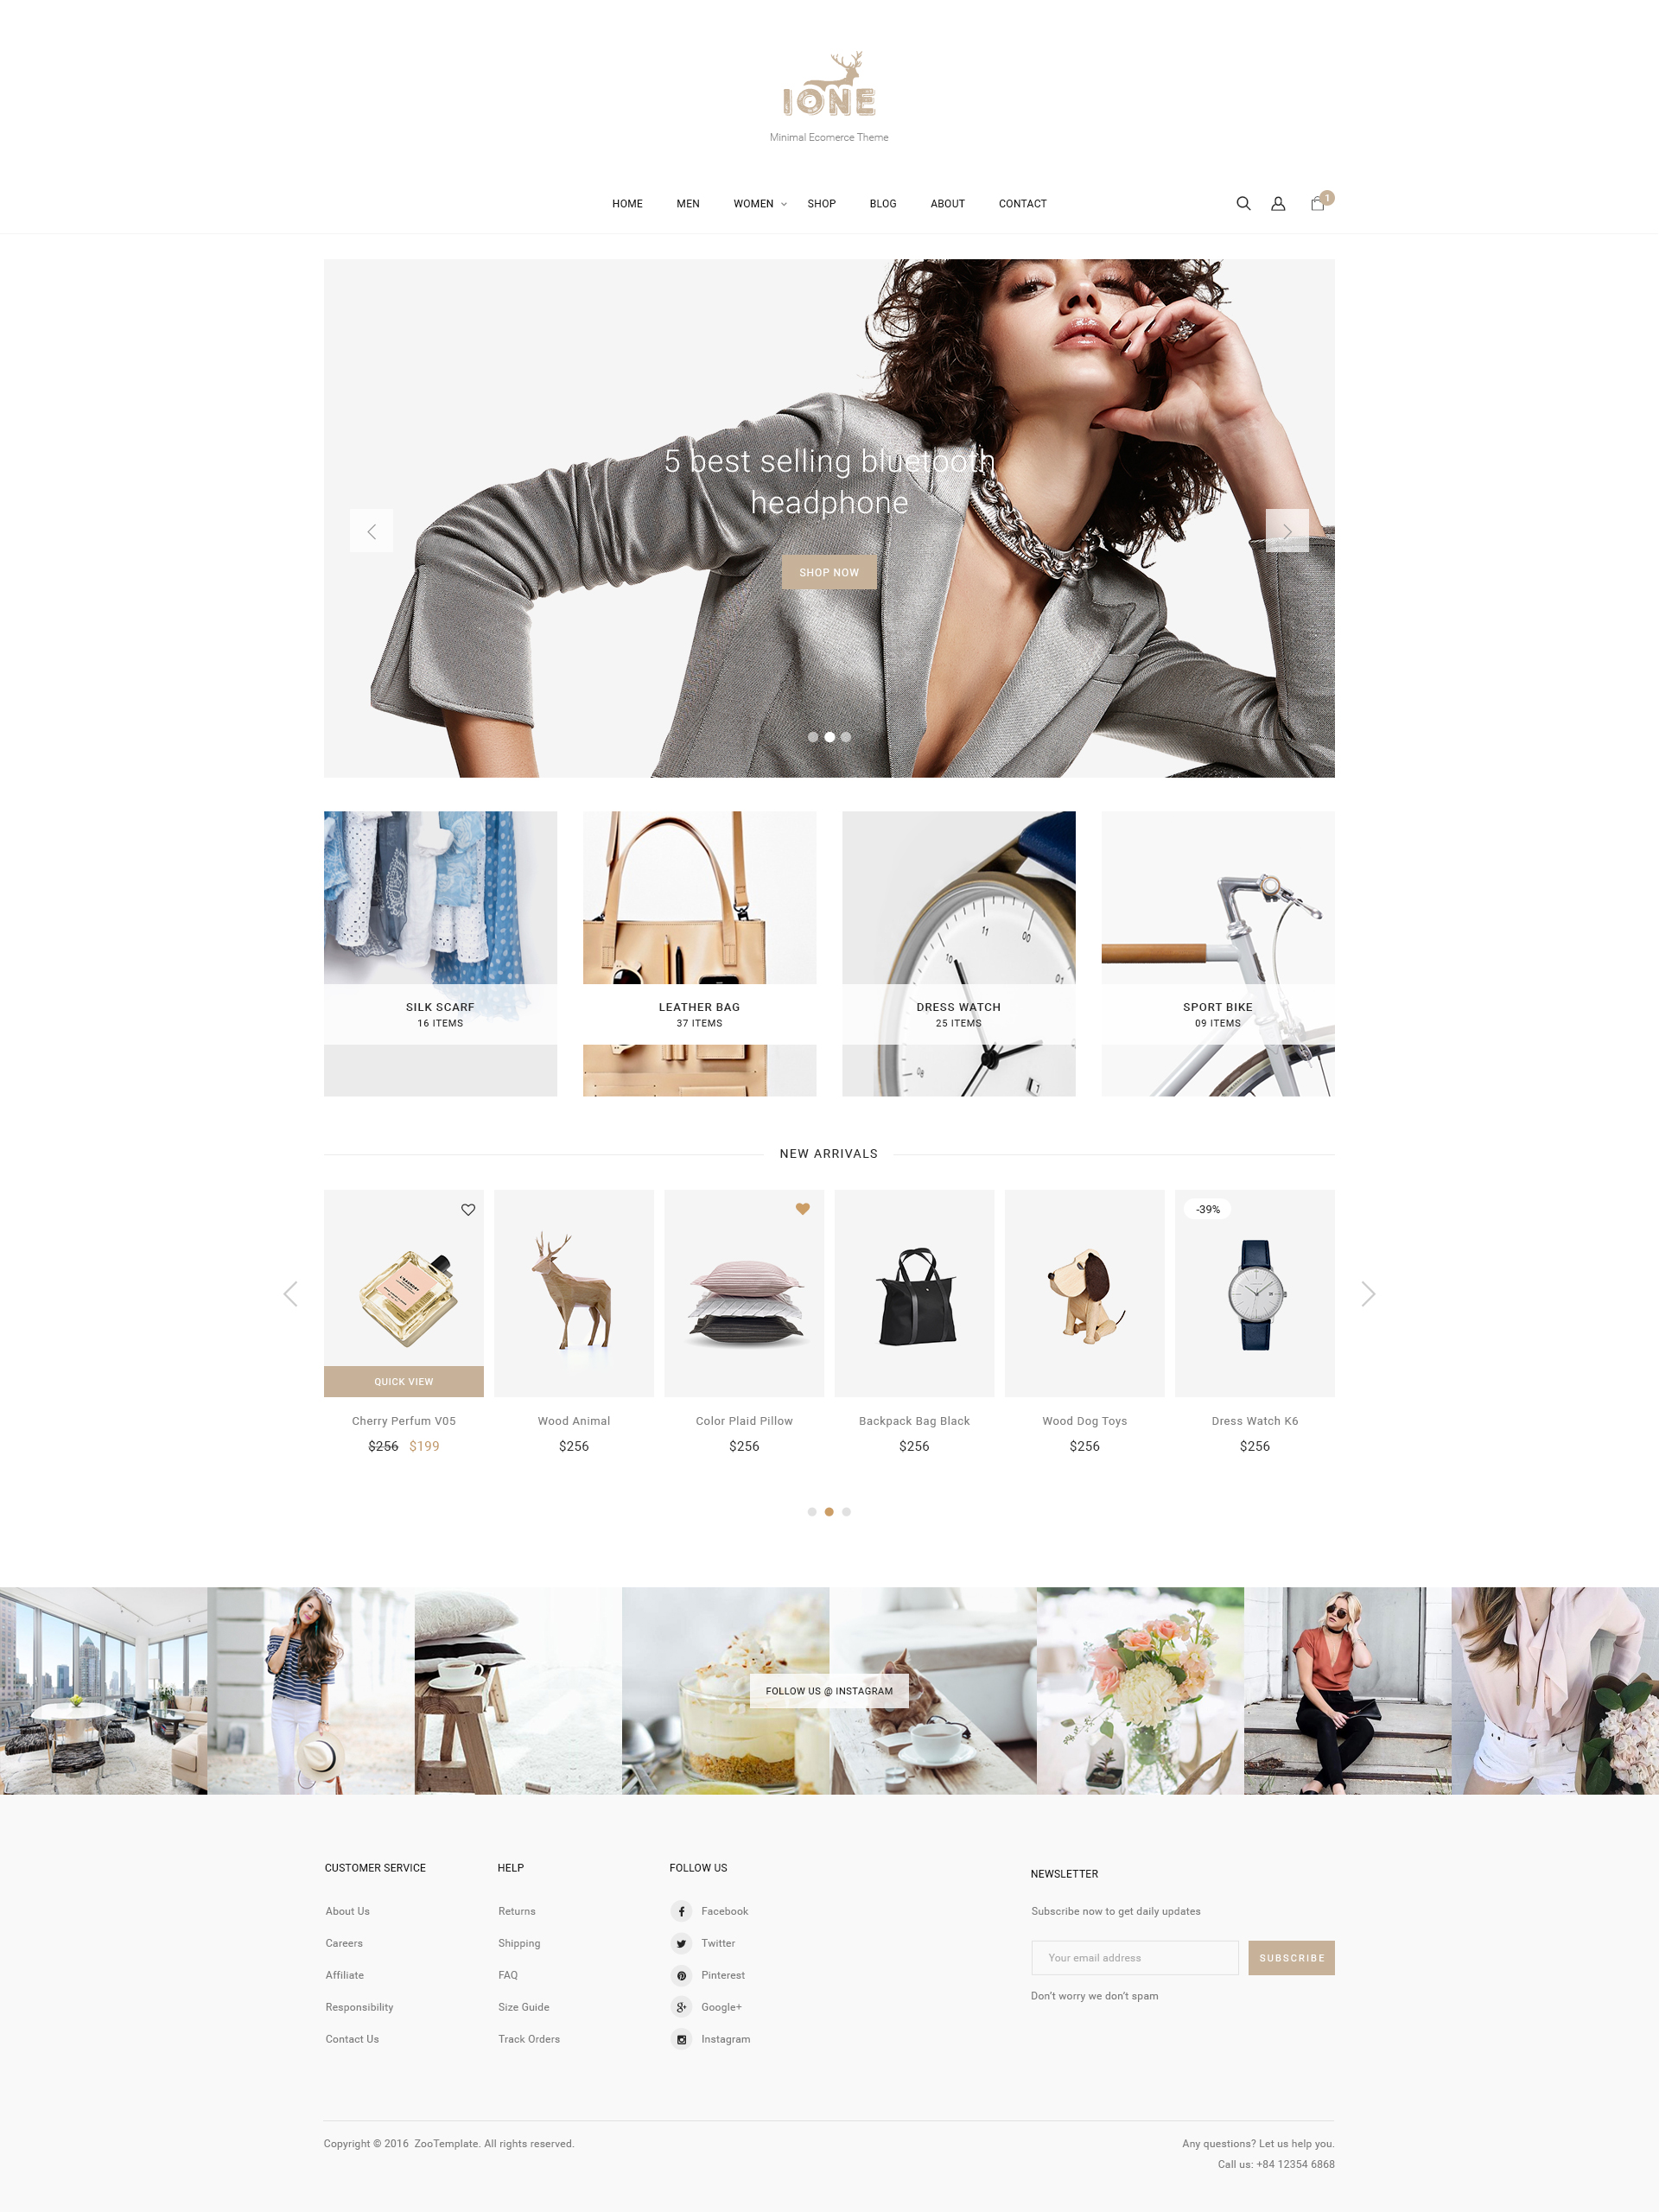 IONE
Minimal Ecomerce Theme
HOME MEN WOMEN SHOP BLOG ABOUT CONTACT
1
5 best selling bluetooth
headphone
SHOP NOW
11
00
10
01
09
08
SILK SCARF
16 ITEMS
LEATHER BAG
37 ITEMS
DRESS WATCH
25 ITEMS
SPORT BIKE
09 ITEMS
NEW ARRIVALS
-39%
QUICK VIEW
Cherry Perfum V05
$256 $199
Wood Animal
$256
Color Plaid Pillow
$256
Backpack Bag Black
$256
Wood Dog Toys
$256
Dress Watch K6
$256
FOLLOW US @ INSTAGRAM
CUSTOMER SERVICE
About Us
Careers
Affiliate
Responsibility
Contact Us
HELP
Returns
Shipping
FAQ
Size Guide
Track Orders
FOLLOW US
Facebook
Twitter
Pinterest
Google+
Instagram
NEWSLETTER
Subscribe now to get daily updates
Your email address
SUBSCRIBE
Don't worry we don't spam
Copyright © 2016 ZooTemplate. All rights reserved.
Any questions? Let us help you.
Call us: +84 12354 6868